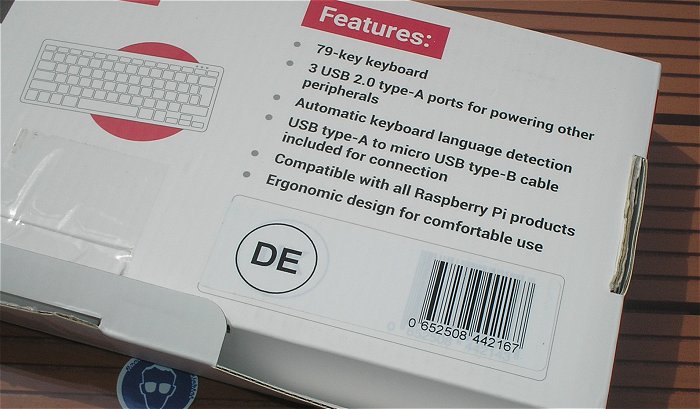 Features:
79-key keyboard
3 USB 2.0 type-A ports for powering other
peripherals
Automatic keyboard language detection
USB type-A to micro USB type-B cable
included for connection
Compatible with all Raspberry Pi products
Ergonomic design for comfortable use
DE
0 652508 442167